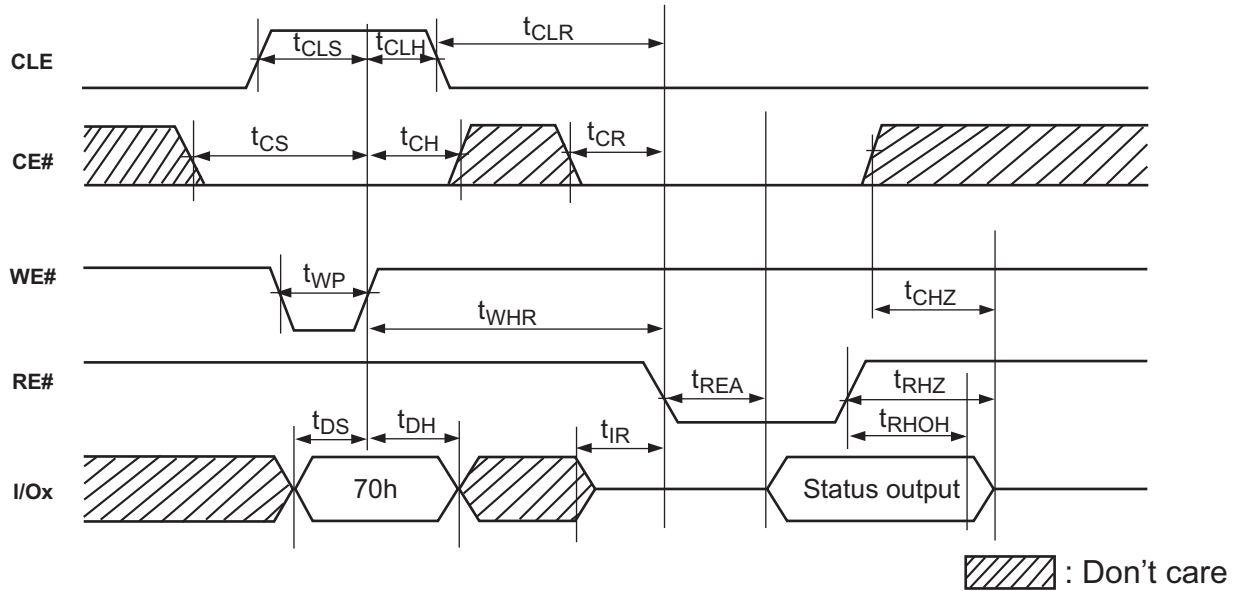 CLE tCLS tCLH tCLR
CE# tCS tCH tCR
WE# tWP tWHR tCHZ
RE# tREA tRHZ
tDS tDH tIR tRHOH
I/Ox 70h Status output
: Don't care